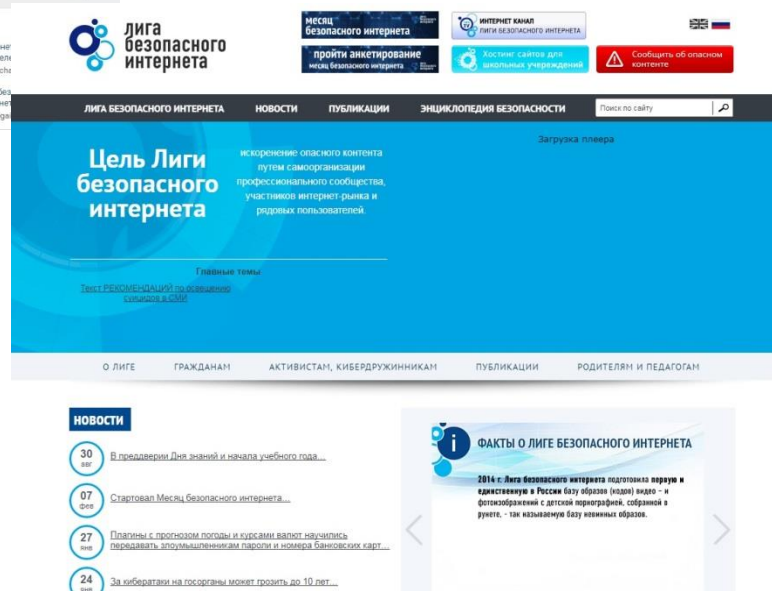 лига
безопасного
интернета
месяц
безопасного интернета
пройти анкетирование
месяц безопасного интернета
ИНТЕРНЕТ КАНАЛ
ЛИГИ БЕЗОПАСНОГО ИНТЕРНЕТА
Хостинг сайтов для
школьных учереждений
Сообщить об опасном
контенте
ЛИГА БЕЗОПАСНОГО ИНТЕРНЕТА НОВОСТИ ПУБЛИКАЦИИ ЭНЦИКЛОПЕДИЯ БЕЗОПАСНОСТИ Поиск по сайту
Цель Лиги
безопасного
интернета
искоренение опасного контента
путем самоорганизации
профессионального сообщества,
участников интернет-рынка и
рядовых пользователей.
Загрузка плеера
Главные темы
Текст РЕКОМЕНДАЦИЙ по освещению
суицидов в СМИ
О ЛИГЕ ГРАЖДАНАМ АКТИВИСТАМ, КИБЕРДРУЖИННИКАМ ПУБЛИКАЦИИ РОДИТЕЛЯМ И ПЕДАГОГАМ
НОВОСТИ
30
авг
В преддверии Дня знаний и начала учебного года...
07
фев
Стартовал Месяц безопасного интернета...
27
янв
Плагины с прогнозом погоды и курсами валют научились
передавать злоумышленникам пароли и номера банковских карт...
24
янв
За кибератаки на госорганы может грозить до 10 лет...
i
ФАКТЫ О ЛИГЕ БЕЗОПАСНОГО ИНТЕРНЕТА
2014 г. Лига безопасного интернета подготовила первую и
единственную в России базу образов (кодов) видео – и
фотоизображений с детской порнографией, собранной в
рунете, - так называемую базу невинных образов.